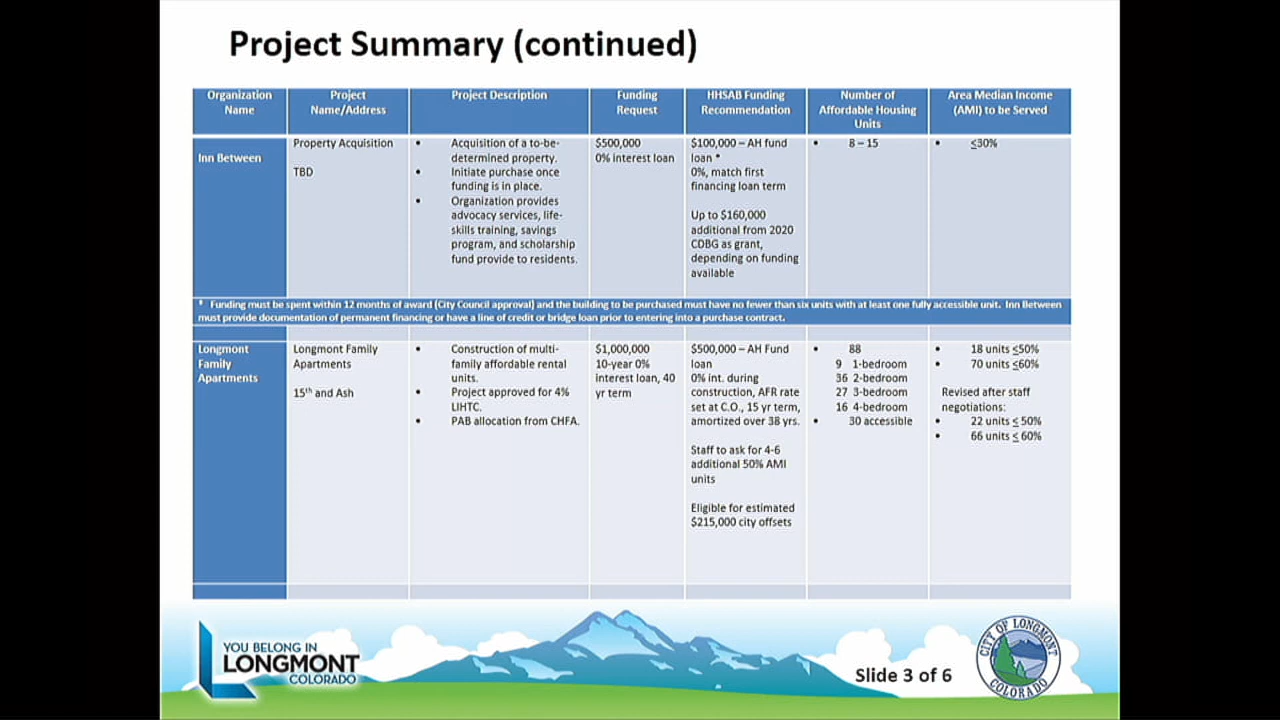 Project Summary (continued)
Organization
Name
Project
Name/Address
Project Description
Funding
Request
HHSAB Funding
Recommendation
Number of
Affordable Housing
Units
Area Median Income
(AMI) to be Served
Inn Between
Property Acquisition
TBD
• Acquisition of a to-be-
determined property.
• Initiate purchase once
funding is in place.
• Organization provides
advocacy services, life-
skills training, savings
program, and scholarship
fund provide to residents.
$500,000
0% interest loan
$100,000 – AH fund
loan *
0%, match first
financing loan term
Up to $160,000
additional from 2020
CDBG as grant,
depending on funding
available
• 8 – 15
• ≤30%
* Funding must be spent within 12 months of award (City Council approval) and the building to be purchased must have no fewer than six units with at least one fully accessible unit. Inn Between
must provide documentation of permanent financing or have a line of credit or bridge loan prior to entering into a purchase contract.
Longmont
Family
Apartments
Longmont Family
Apartments
15th and Ash
• Construction of multi-
family affordable rental
units.
• Project approved for 4%
LIHTC.
• PAB allocation from CHFA.
$1,000,000
10-year 0%
interest loan, 40
yr term
$500,000 – AH Fund
loan
0% int. during
construction, AFR rate
set at C.O., 15 yr term,
amortized over 38 yrs.
Staff to ask for 4-6
additional 50% AMI
units
Eligible for estimated
$215,000 city offsets
• 88
9 1-bedroom
36 2-bedroom
27 3-bedroom
16 4-bedroom
• 30 accessible
• 18 units ≤50%
• 70 units ≤60%
Revised after staff
negotiations:
• 22 units ≤ 50%
• 66 units ≤ 60%
YOU BELONG IN
LONGMONT
COLORADO
Slide 3 of 6
CITY OF LONGMONT
COLORADO